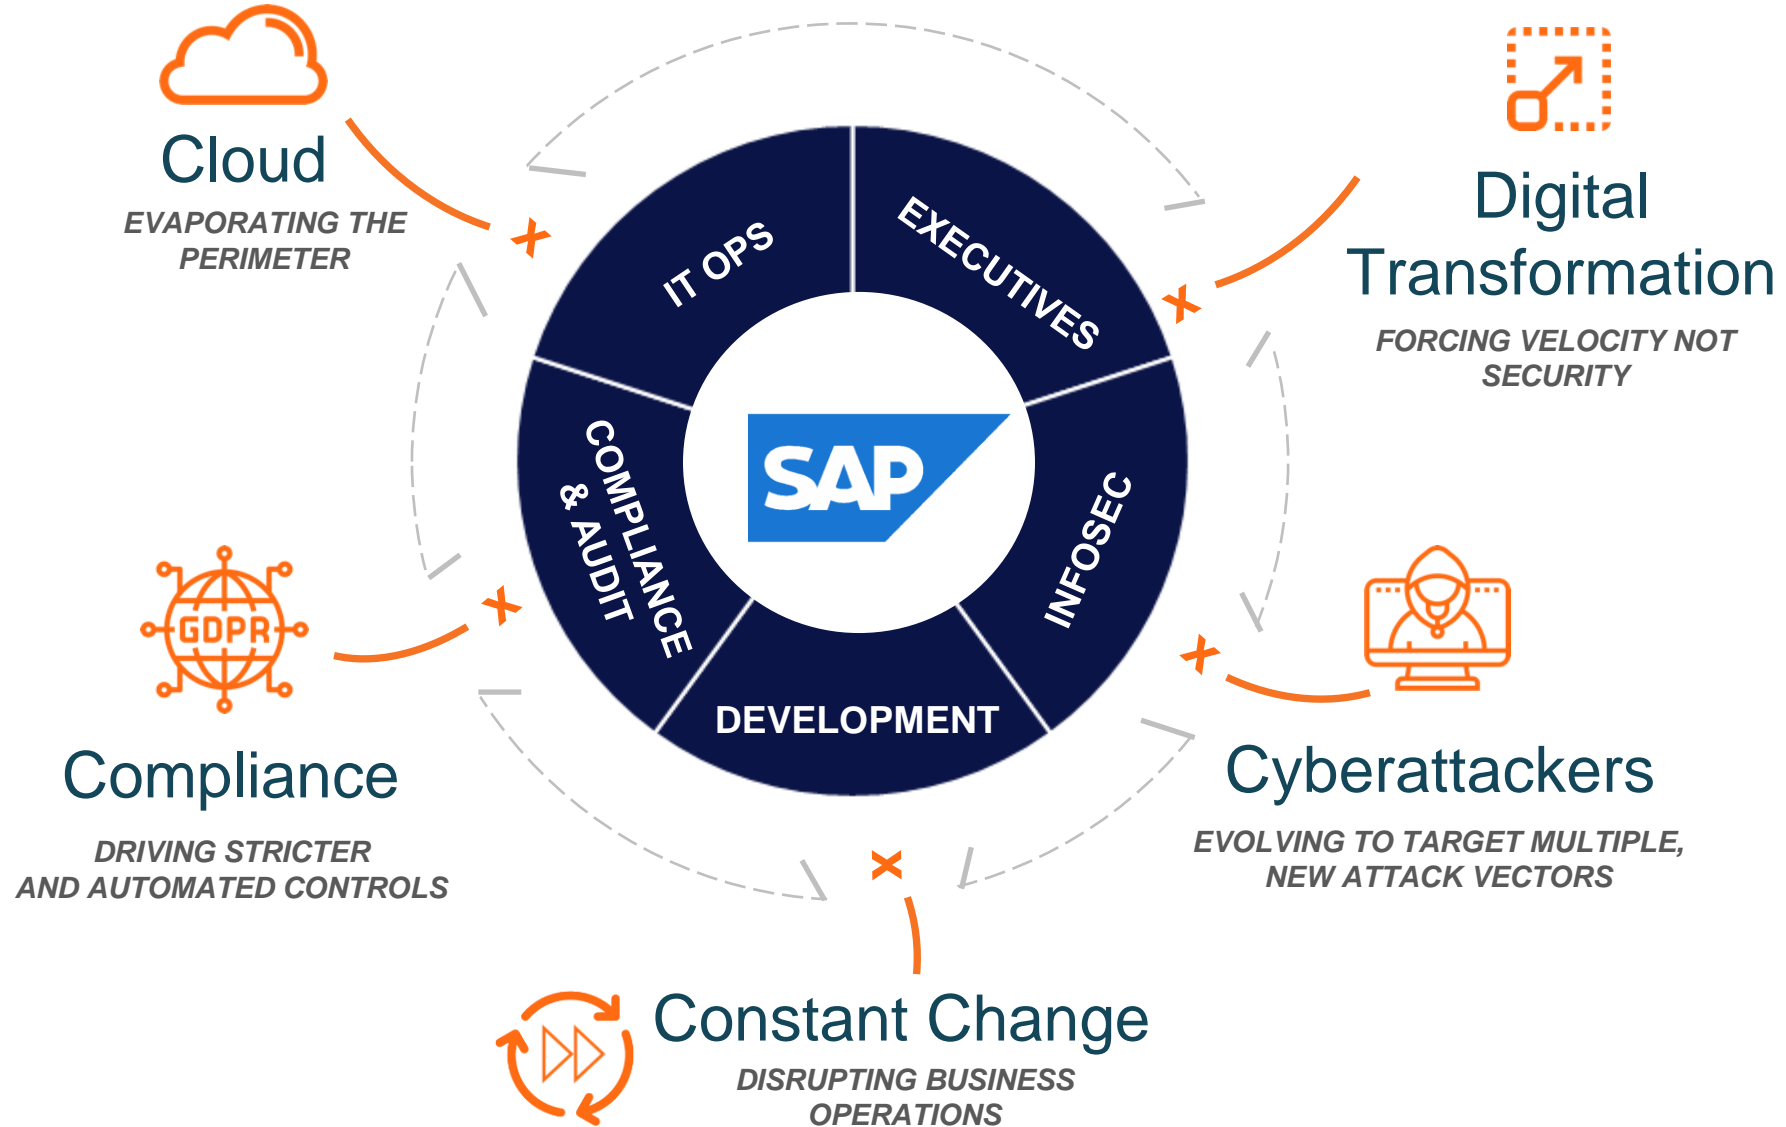 Cloud
EVAPORATING THE
PERIMETER
Digital
Transformation
FORCING VELOCITY NOT
SECURITY
IT OPS
EXECUTIVES
COMPLIANCE
& AUDIT
SAP
INFOSEC
DEVELOPMENT
GDPR
Compliance
DRIVING STRICTER
AND AUTOMATED CONTROLS
Cyberattackers
EVOLVING TO TARGET MULTIPLE,
NEW ATTACK VECTORS
Constant Change
DISRUPTING BUSINESS
OPERATIONS